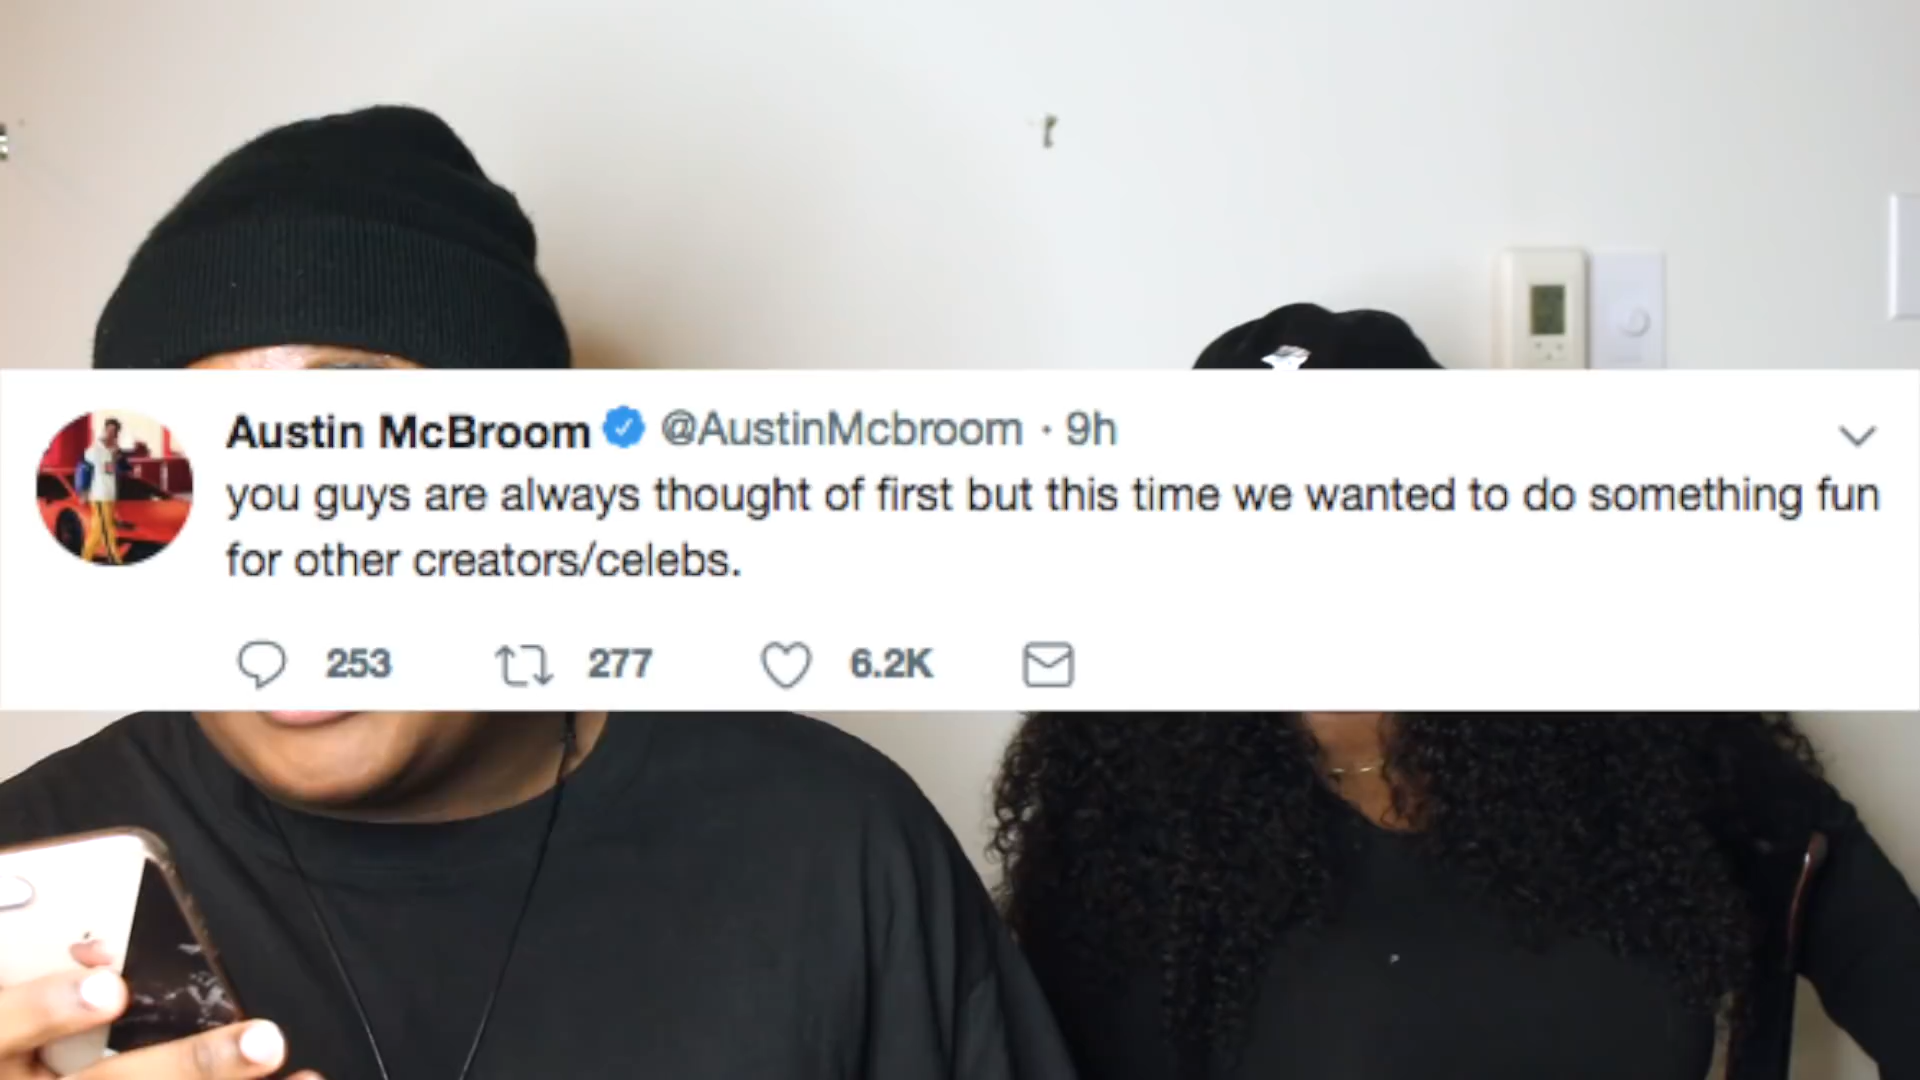 Austin McBroom @AustinMcbroom · 9h
you guys are always thought of first but this time we wanted to do something fun
for other creators/celebs.
253 277 6.2K